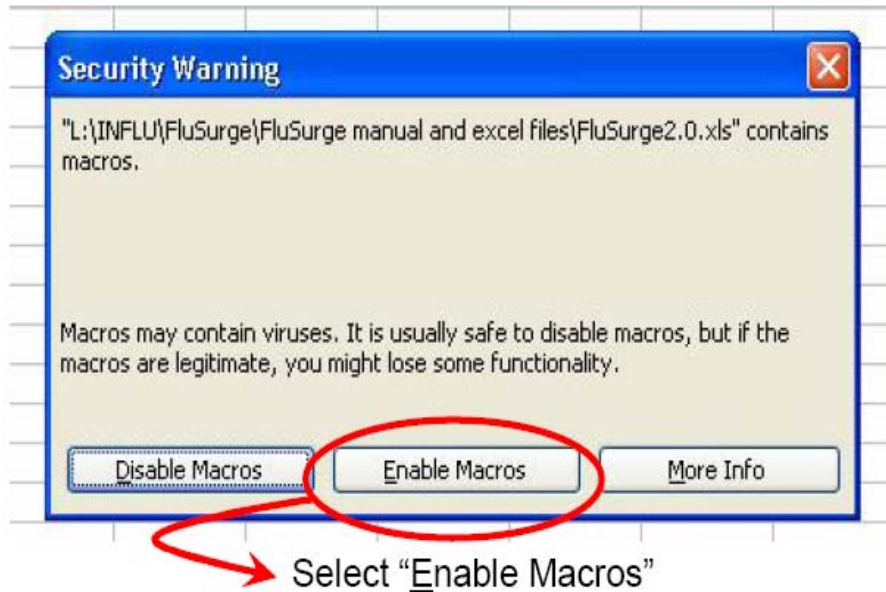 Security Warning
"L:\INFLU\FluSurge\FluSurge manual and excel files\FluSurge2.0.xls" contains
macros.
Macros may contain viruses. It is usually safe to disable macros, but if the
macros are legitimate, you might lose some functionality.
Disable Macros Enable Macros More Info
Select “Enable Macros”